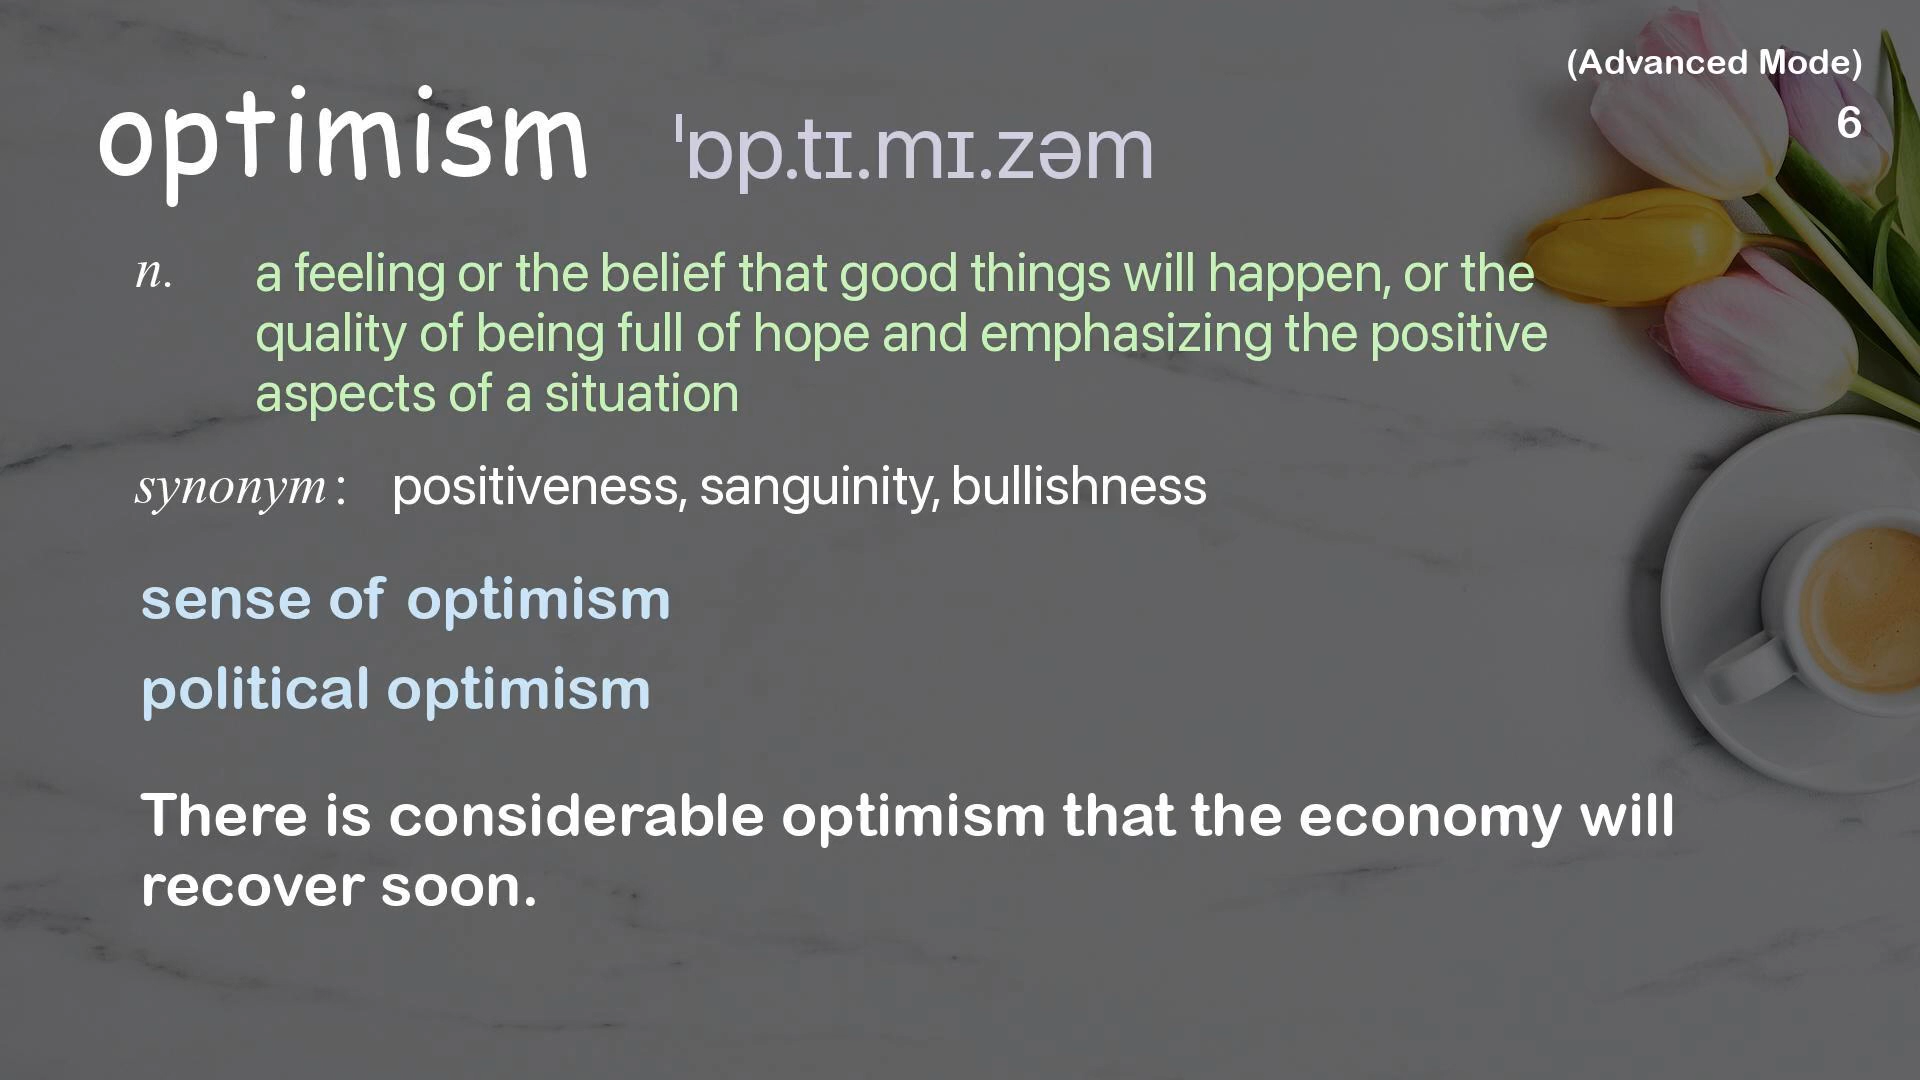 (Advanced Mode)
6
optimism ˈɒp.tɪ.mɪ.zəm
n. a feeling or the belief that good things will happen, or the
quality of being full of hope and emphasizing the positive
aspects of a situation
synonym : positiveness, sanguinity, bullishness
sense of optimism
political optimism
There is considerable optimism that the economy will
recover soon.